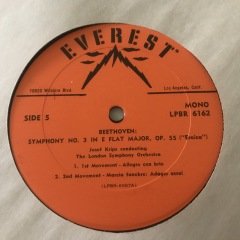 EVEREST
10920 Wilshire Blvd.
Los Angeles, Calif.
SIDE 5
MONO
LPBR 6162
BEETHOVEN:
SYMPHONY NO. 3 IN E FLAT MAJOR, OP. 55 ("Eroica")
Josef Krips conducting
The London Symphony Orchestra
1. 1st Movement - Allegro con brio
2. 2nd Movement - Marcia funebre: Adagio assai